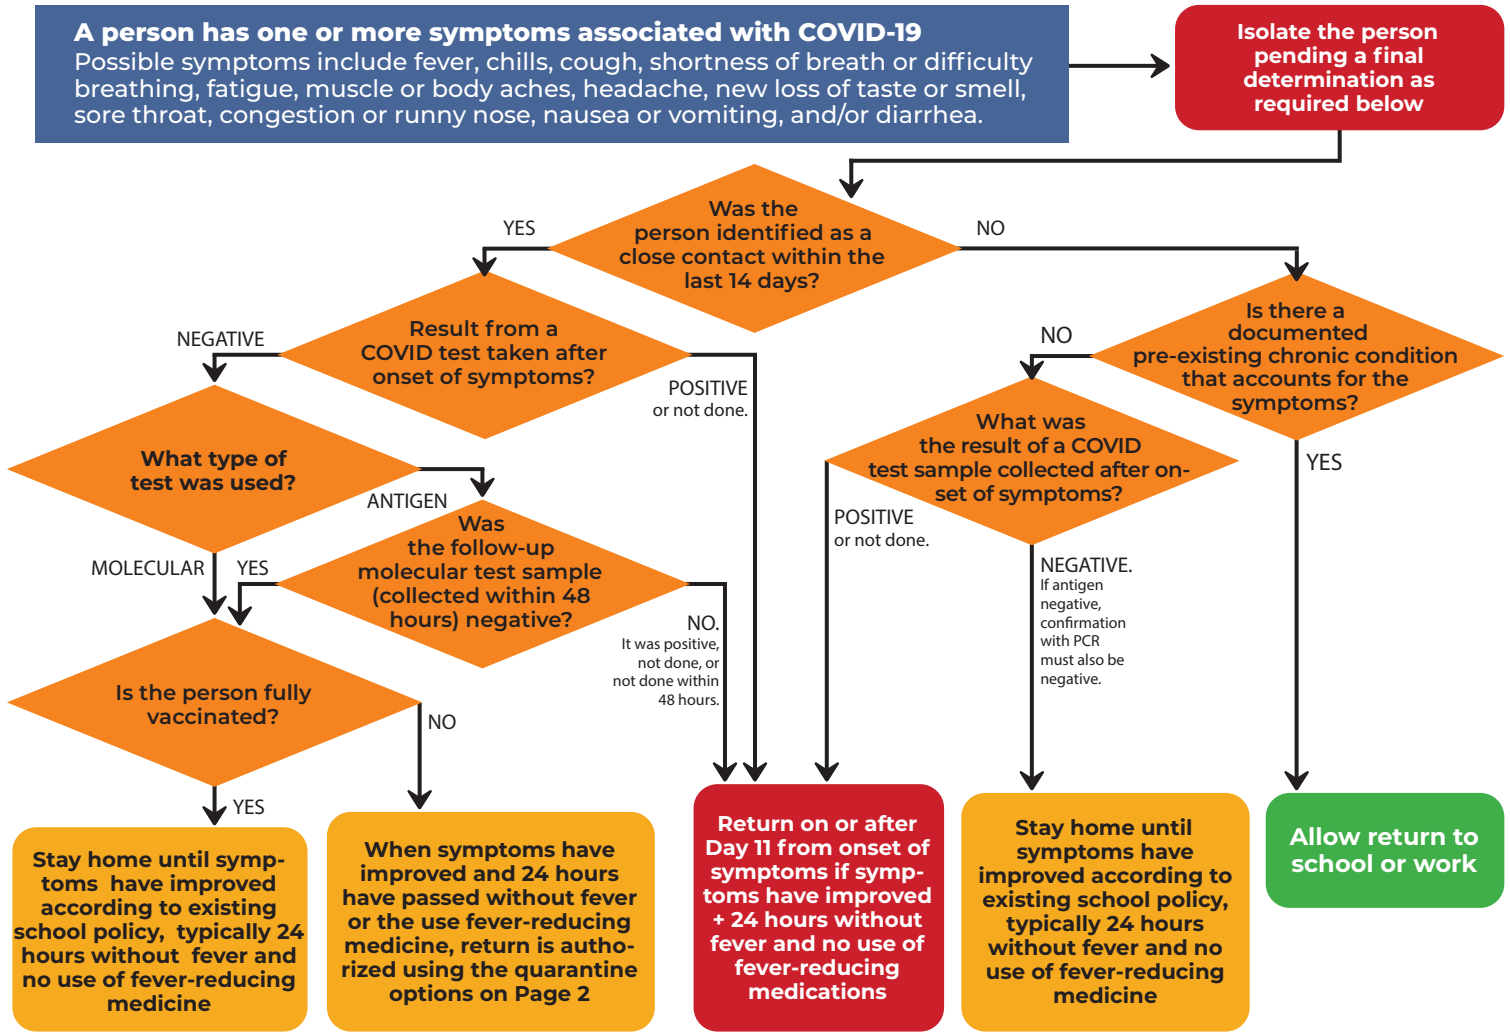 A person has one or more symptoms associated with COVID-19
Possible symptoms include fever, chills, cough, shortness of breath or difficulty
breathing, fatigue, muscle or body aches, headache, new loss of taste or smell,
sore throat, congestion or runny nose, nausea or vomiting, and/or diarrhea.
Isolate the person
pending a final
determination as
required below
Was the
person identified as a
close contact within the
last 14 days?
YES
NO
Result from a
COVID test taken after
onset of symptoms?
NEGATIVE
POSITIVE
or not done.
Is there a
documented
pre-existing chronic condition
that accounts for the
symptoms?
NO
YES
What was
the result of a COVID
test sample collected after on-
set of symptoms?
POSITIVE
or not done.
NEGATIVE.
If antigen
negative,
confirmation
with PCR
must also be
negative.
What type of
test was used?
ANTIGEN
MOLECULAR
Was
the follow-up
molecular test sample
(collected within 48
hours) negative?
YES
NO.
It was positive,
not done, or
not done within
48 hours.
Is the person fully
vaccinated?
NO
YES
Stay home until symp-
toms have improved
according to existing
school policy, typically 24
hours without fever and
no use of fever-reducing
medicine
When symptoms have
improved and 24 hours
have passed without fever
or the use fever-reducing
medicine, return is autho-
rized using the quarantine
options on Page 2
Return on or after
Day 11 from onset of
symptoms if symp-
toms have improved
+ 24 hours without
fever and no use of
fever-reducing
medications
Stay home until
symptoms have
improved according to
existing school policy,
typically 24 hours
without fever and no
use of fever-reducing
medicine
Allow return to
school or work